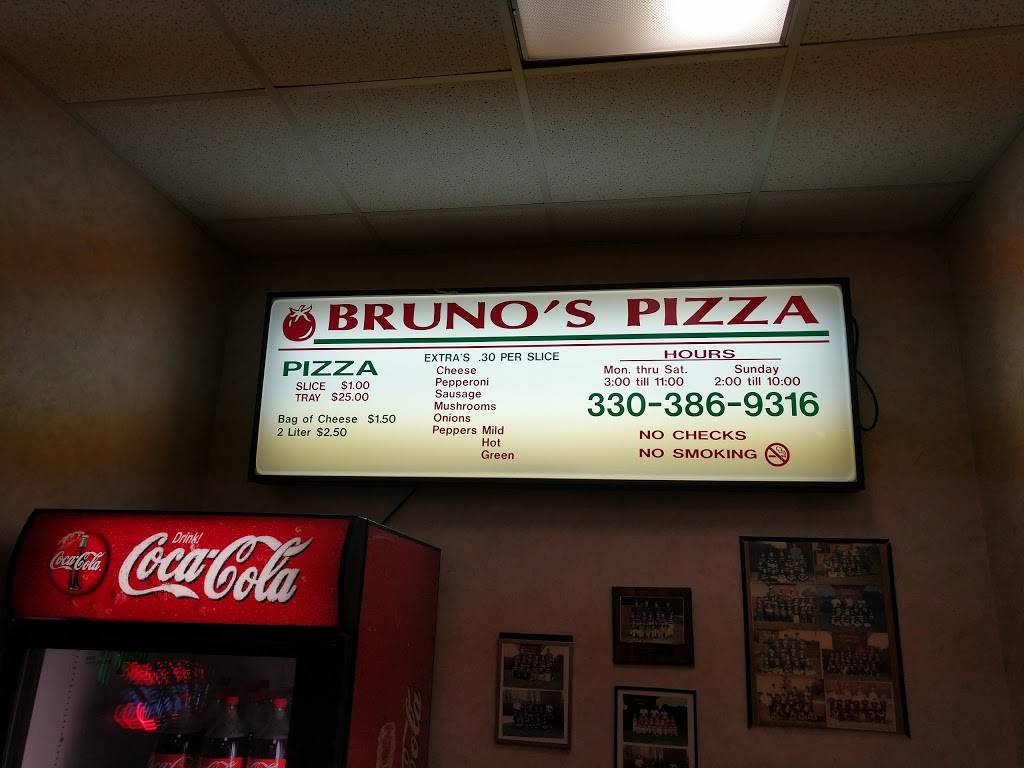 BRUNO'S PIZZA
PIZZA
SLICE $1.00
TRAY $25.00
Bag of Cheese $1.50
2 Liter $2.50
EXTRA'S .30 PER SLICE
Cheese
Pepperoni
Sausage
Mushrooms
Onions
Peppers Mild
Hot
Green
HOURS
Mon. thru Sat. Sunday
3:00 till 11:00 2:00 till 10:00
330-386-9316
NO CHECKS
NO SMOKING
Drink!
Coca-Cola
Coca-Cola